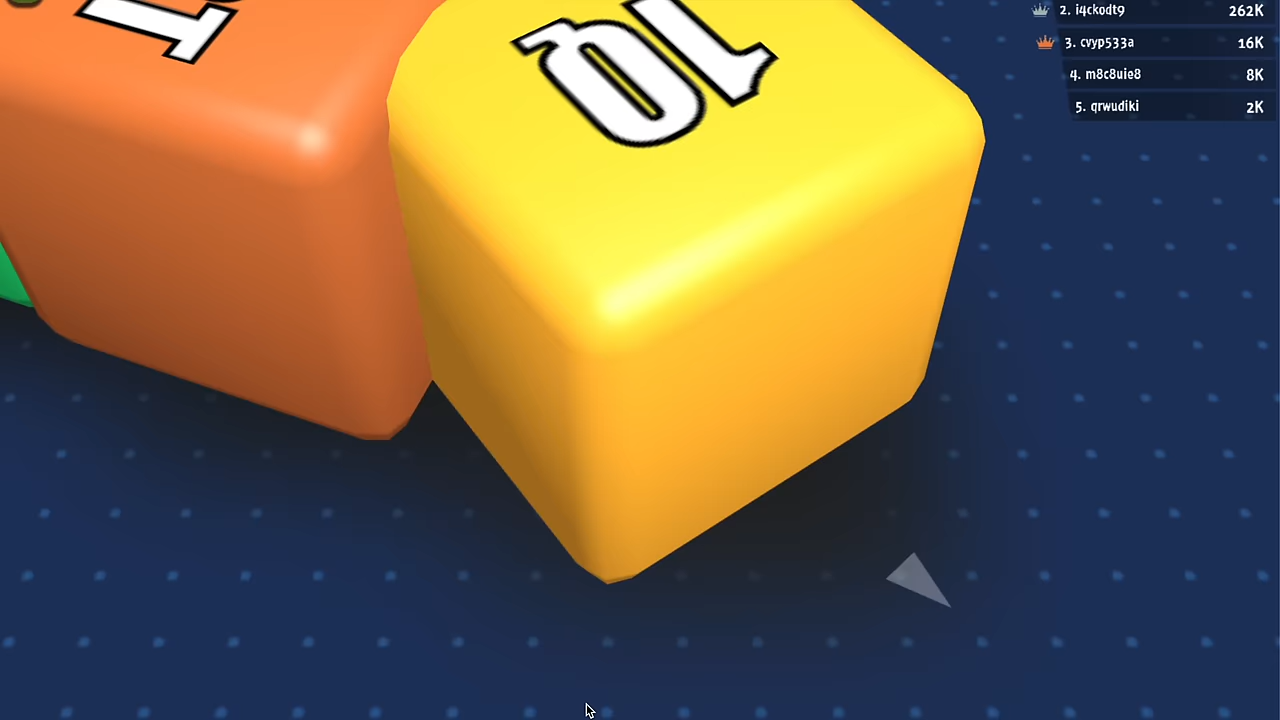 2. i4ckodt9 262K
3. cvyp533a 16K
4. m8c8uie8 8K
5. qrwudiki 2K